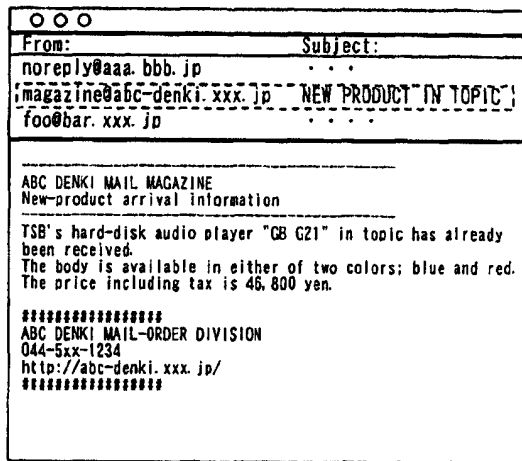 From: Subject:
noreply@aaa.bbb.jp . . .
magazine@abc-denki.xxx.jp NEW PRODUCT IN TOPIC
foo@bar.xxx.jp . . . .
ABC DENKI MAIL MAGAZINE
New-product arrival information
TSB's hard-disk audio player "GB G21" in topic has already
been received.
The body is available in either of two colors; blue and red.
The price including tax is 46,800 yen.
##################
ABC DENKI MAIL-ORDER DIVISION
044-5xx-1234
http://abc-denki.xxx.jp/
##################